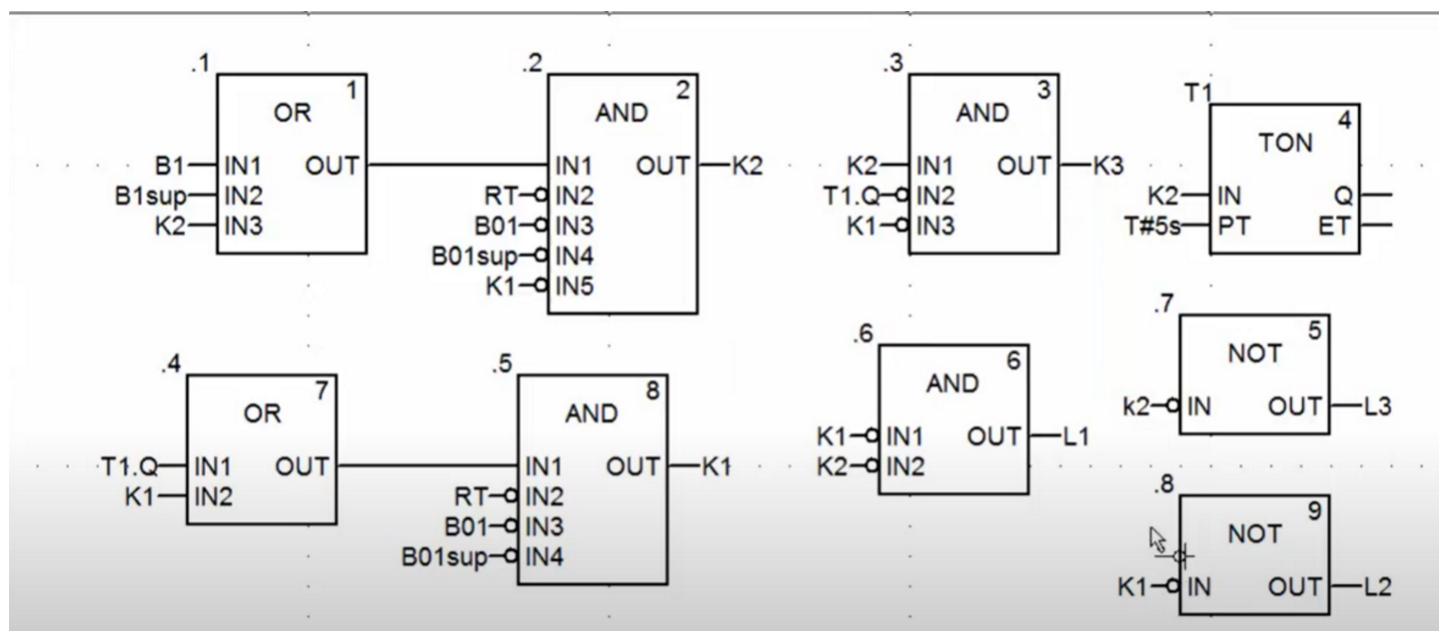 .1
1
OR
B1 IN1 OUT
B1sup IN2
K2 IN3
.2
2
AND
IN1 OUT K2
RT IN2
B01 IN3
B01sup IN4
K1 IN5
.3
3
AND
K2 IN1 OUT K3
T1.Q IN2
K1 IN3
T1
4
TON
K2 IN Q
T#5s PT ET
.4
7
OR
T1.Q IN1 OUT
K1 IN2
.5
8
AND
IN1 OUT K1
RT IN2
B01 IN3
B01sup IN4
.6
6
AND
K1 IN1 OUT L1
K2 IN2
.7
5
NOT
k2 IN OUT L3
.8
9
NOT
K1 IN OUT L2